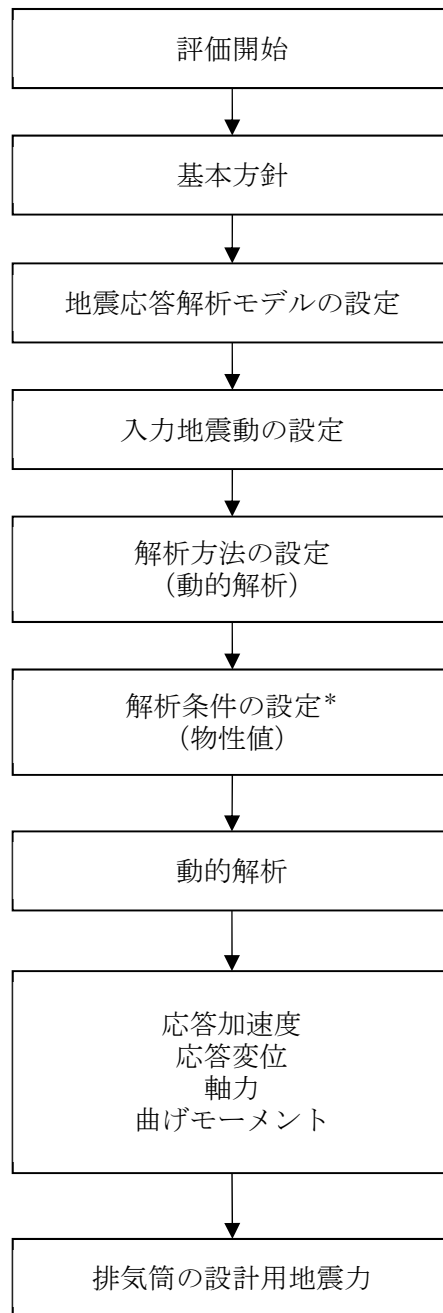 評価開始
基本方針
地震応答解析モデルの設定
入力地震動の設定
解析方法の設定
(動的解析)
解析条件の設定*
(物性値)
動的解析
応答加速度
応答変位
軸力
曲げモーメント
排気筒の設計用地震力